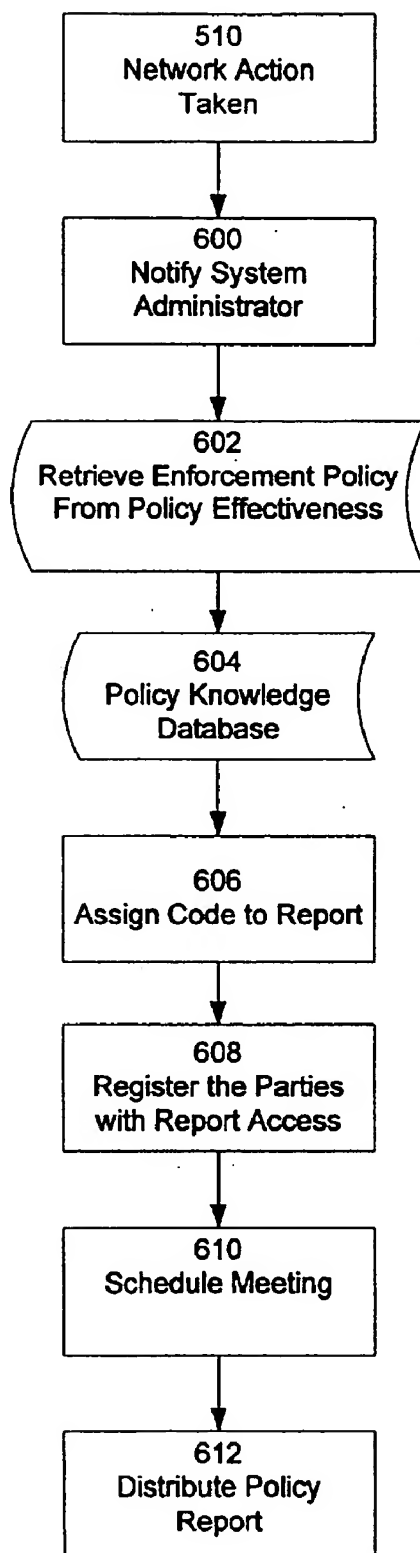 510
Network Action
Taken
600
Notify System
Administrator
602
Retrieve Enforcement Policy
From Policy Effectiveness
604
Policy Knowledge
Database
606
Assign Code to Report
608
Register the Parties
with Report Access
610
Schedule Meeting
612
Distribute Policy
Report